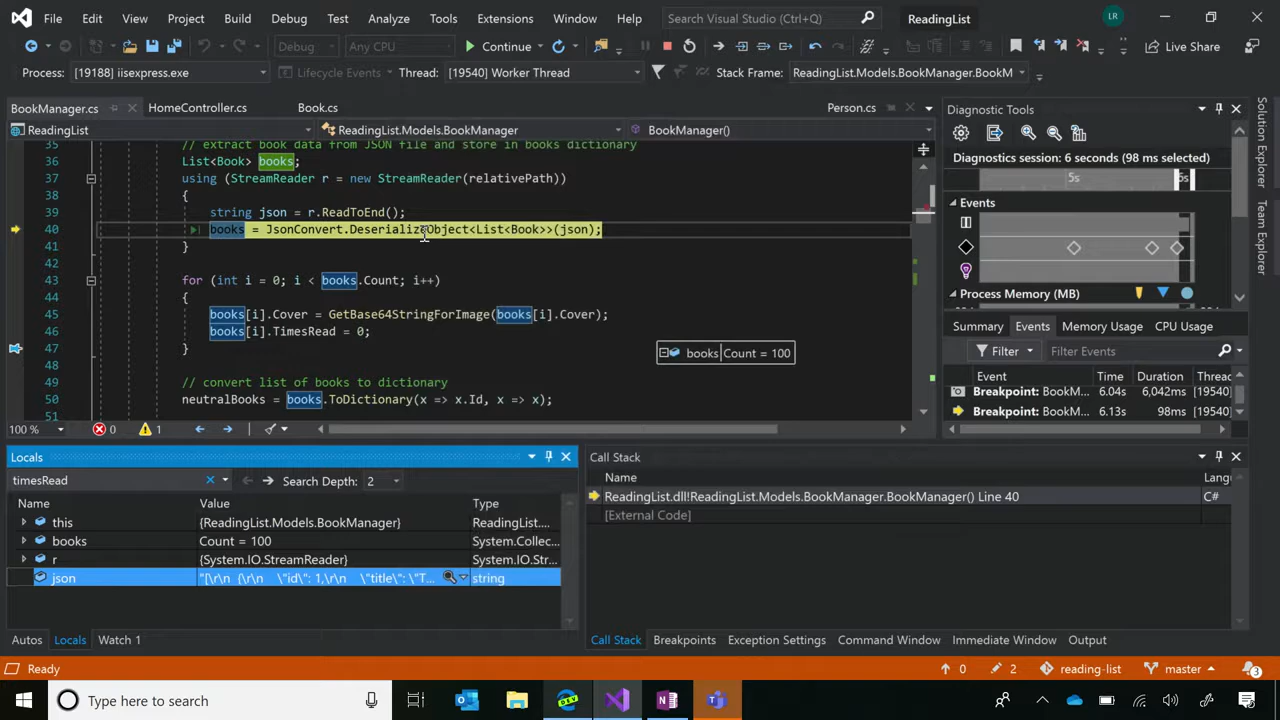 File Edit View Project Build Debug Test Analyze Tools Extensions Window Help Search Visual Studio (Ctrl+Q) ReadingList LR
Debug Any CPU Continue Live Share
Process: [19188] iisexpress.exe Lifecycle Events Thread: [19540] Worker Thread Stack Frame: ReadingList.Models.BookManager.BookM
BookManager.cs HomeController.cs Book.cs Person.cs
ReadingList ReadingList.Models.BookManager BookManager()
35 // extract book data from JSON file and store in books dictionary
36 List<Book> books;
37 using (StreamReader r = new StreamReader(relativePath))
38 {
39 string json = r.ReadToEnd();
40 books = JsonConvert.DeserializeObject<List<Book>>(json);
41 }
42
43 for (int i = 0; i < books.Count; i++)
44 {
45 books[i].Cover = GetBase64StringForImage(books[i].Cover);
46 books[i].TimesRead = 0;
47 }
books Count = 100
48
49 // convert list of books to dictionary
50 neutralBooks = books.ToDictionary(x => x.Id, x => x);
51
100 % 0 1
Diagnostic Tools
Diagnostics session: 6 seconds (98 ms selected)
5s 5s
Events
Process Memory (MB)
Summary Events Memory Usage CPU Usage
Filter Filter Events
Event Time Duration Thread
Breakpoint: BookM... 6.04s 6,042ms [19540]
Breakpoint: BookM... 6.13s 98ms [19540]
Solution Explorer
Team Explorer
Locals
timesRead Search Depth: 2
Name Value Type
this {ReadingList.Models.BookManager} ReadingList....
books Count = 100 System.Collec...
r {System.IO.StreamReader} System.IO.Str...
json "[\r\n {\r\n \"id\": 1,\r\n \"title\": \"T... string
Autos Locals Watch 1
Call Stack
Name Lang
ReadingList.dll!ReadingList.Models.BookManager.BookManager() Line 40 C#
[External Code]
Call Stack Breakpoints Exception Settings Command Window Immediate Window Output
Ready 0 2 reading-list master 3
Type here to search DEV